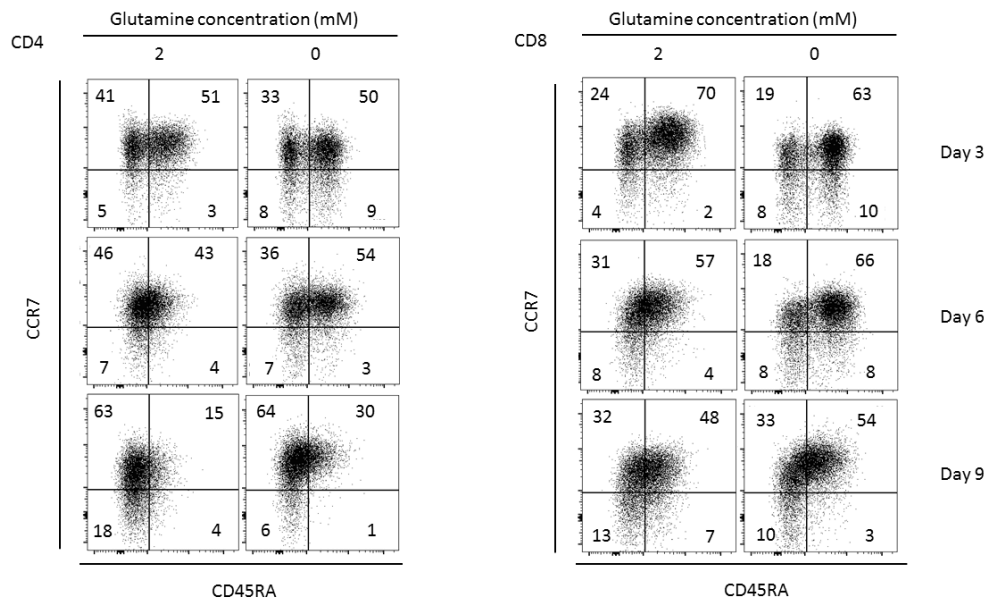 Glutamine concentration (mM)
CD4
2 0
41 51 33 50
5 3 8 9
46 43 36 54
7 4 7 3
63 15 64 30
18 4 6 1
CCR7
CD45RA
Glutamine concentration (mM)
CD8
2 0
24 70 19 63
4 2 8 10
Day 3
31 57 18 66
8 4 8 8
Day 6
32 48 33 54
13 7 10 3
Day 9
CCR7
CD45RA